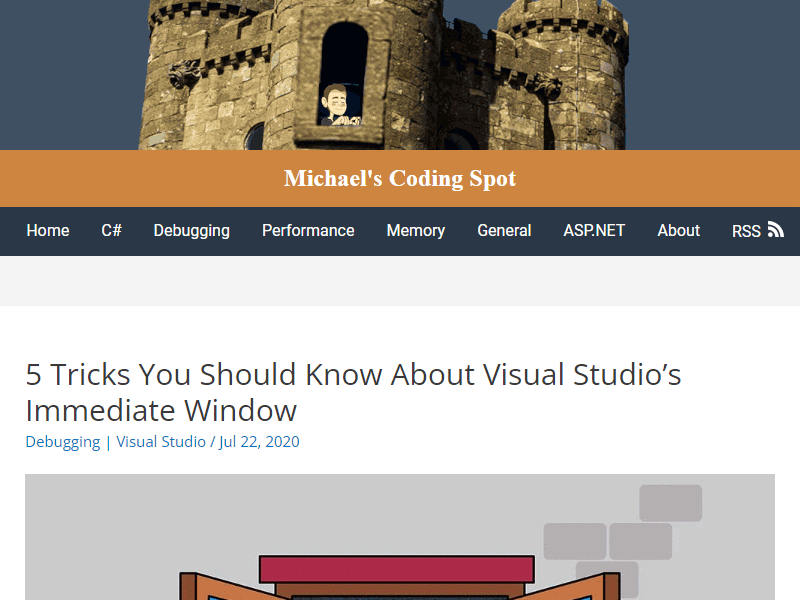 Michael's Coding Spot
Home C# Debugging Performance Memory General ASP.NET About RSS
5 Tricks You Should Know About Visual Studio’s
Immediate Window
Debugging | Visual Studio / Jul 22, 2020